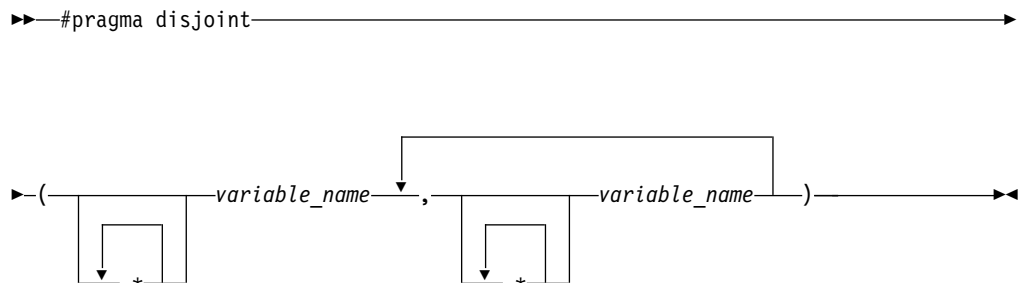 #pragma disjoint
( variable_name , variable_name )
* *